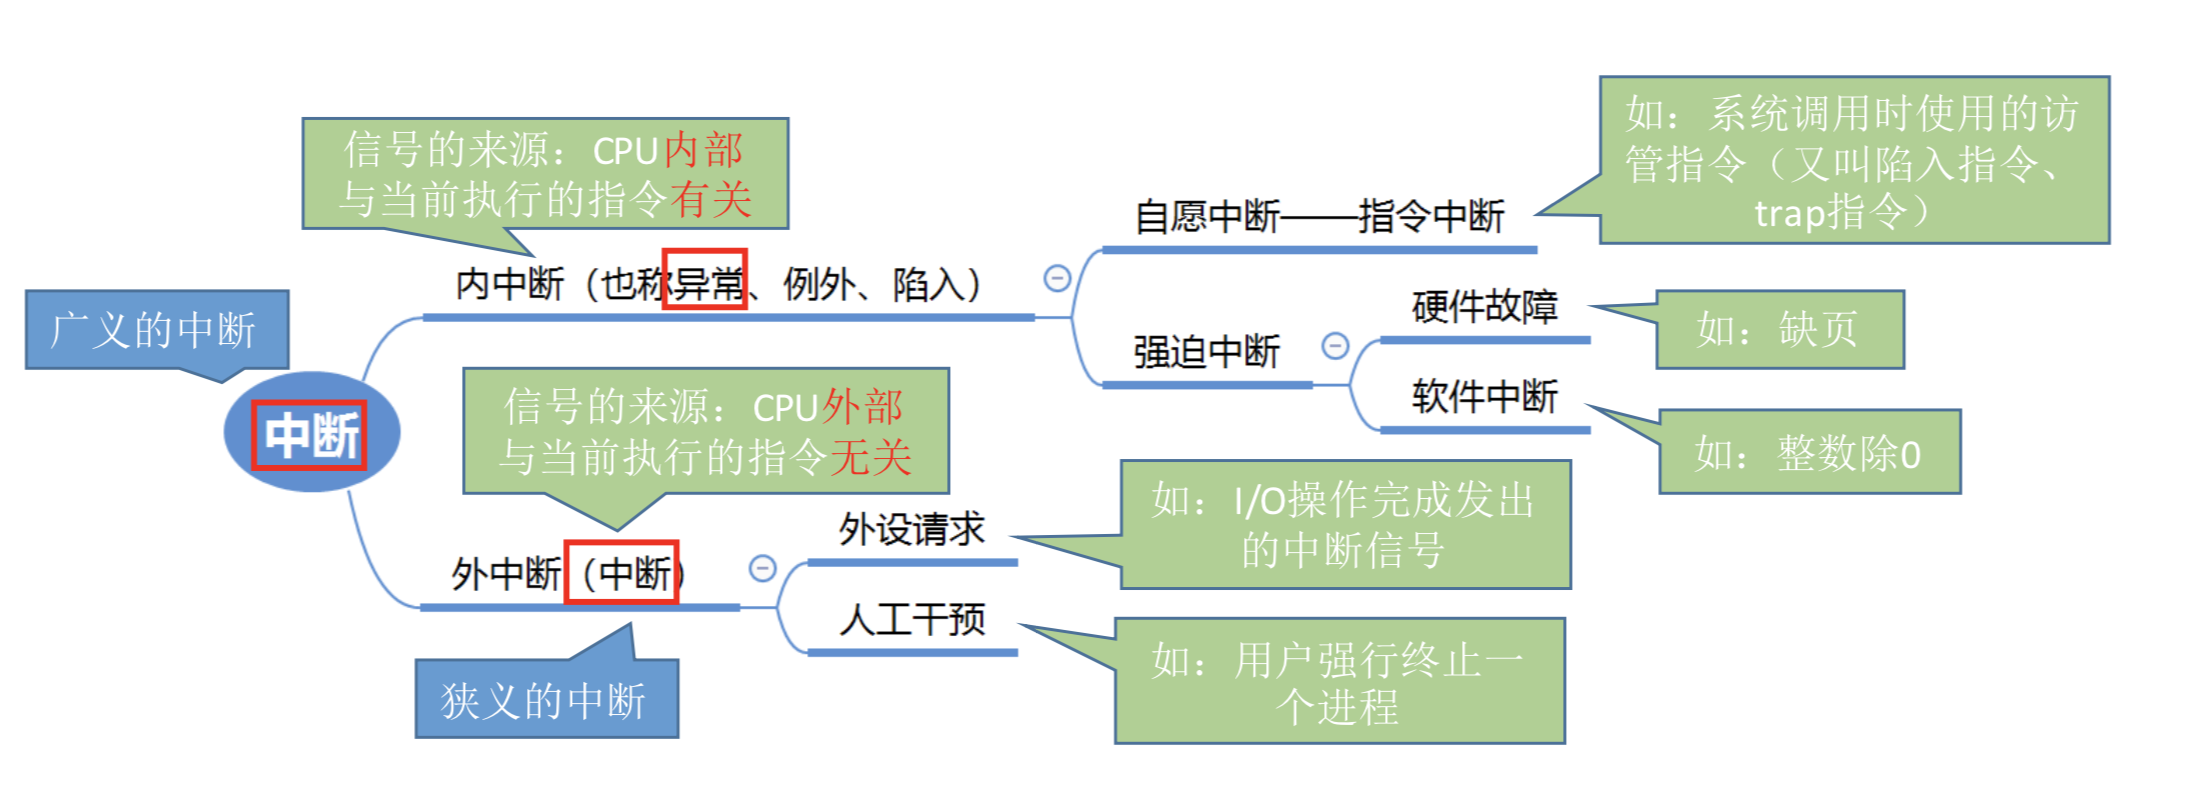 如：系统调用时使用的访
管指令（又叫陷入指令、
trap指令）
信号的来源：CPU内部
与当前执行的指令有关
自愿中断——指令中断
内中断（也称异常、例外、陷入）
硬件故障
如：缺页
广义的中断
强迫中断
信号的来源：CPU外部
与当前执行的指令无关
软件中断
如：整数除0
中断
如：I/O操作完成发出
的中断信号
外设请求
外中断（中断）
人工干预
如：用户强行终止一
个进程
狭义的中断